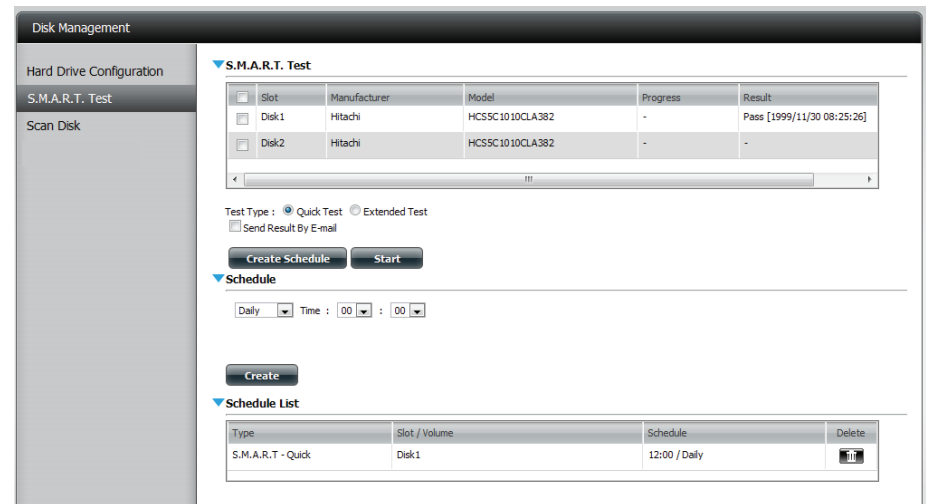 Disk Management
Hard Drive Configuration
S.M.A.R.T. Test
Scan Disk
S.M.A.R.T. Test
Slot Manufacturer Model Progress Result
Disk1 Hitachi HCS5C1010CLA382 - Pass [1999/11/30 08:25:26]
Disk2 Hitachi HCS5C1010CLA382 - -
Test Type : Quick Test Extended Test
Send Result By E-mail
Create Schedule Start
Schedule
Daily Time : 00 : 00
Create
Schedule List
Type Slot / Volume Schedule Delete
S.M.A.R.T - Quick Disk1 12:00 / Daily